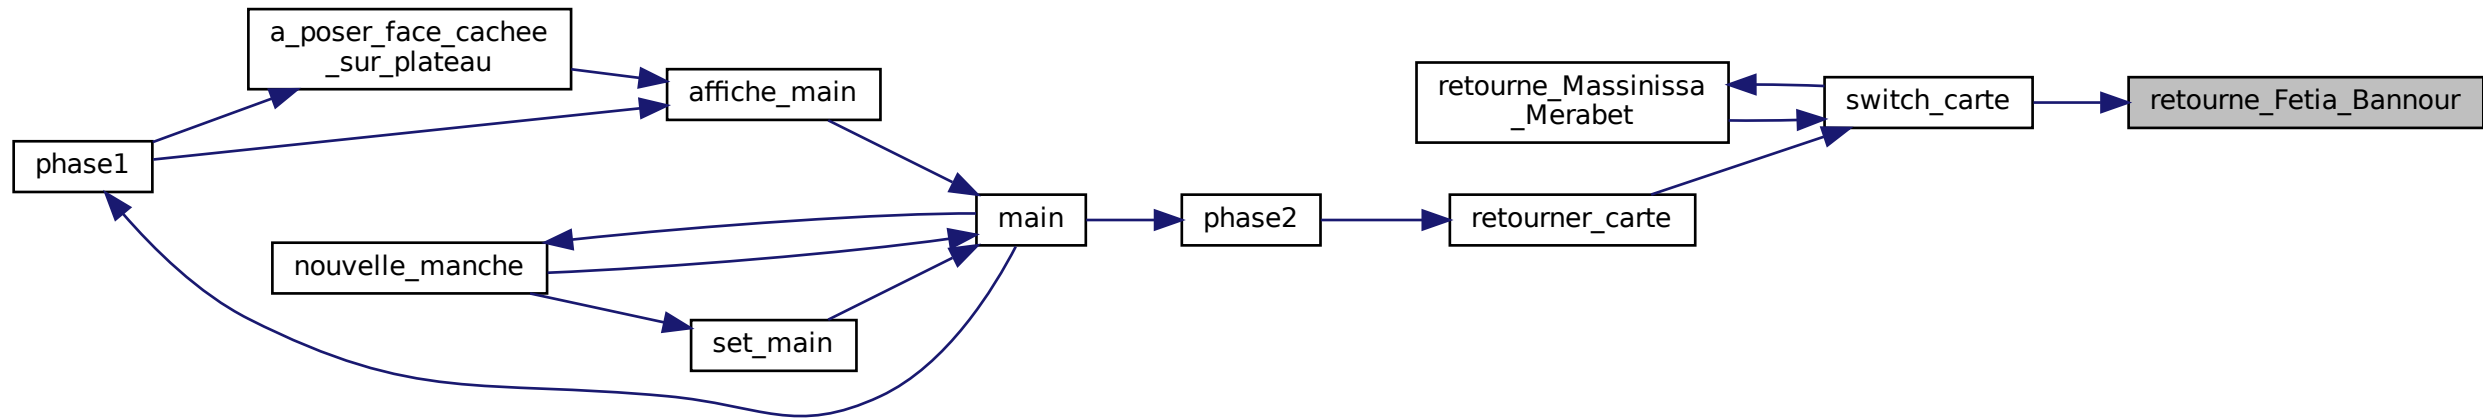 a_poser_face_cachee
_sur_plateau
affiche_main
phase1
nouvelle_manche
set_main
main
phase2
retourne_Massinissa
_Merabet
retourner_carte
switch_carte
retourne_Fetia_Bannour